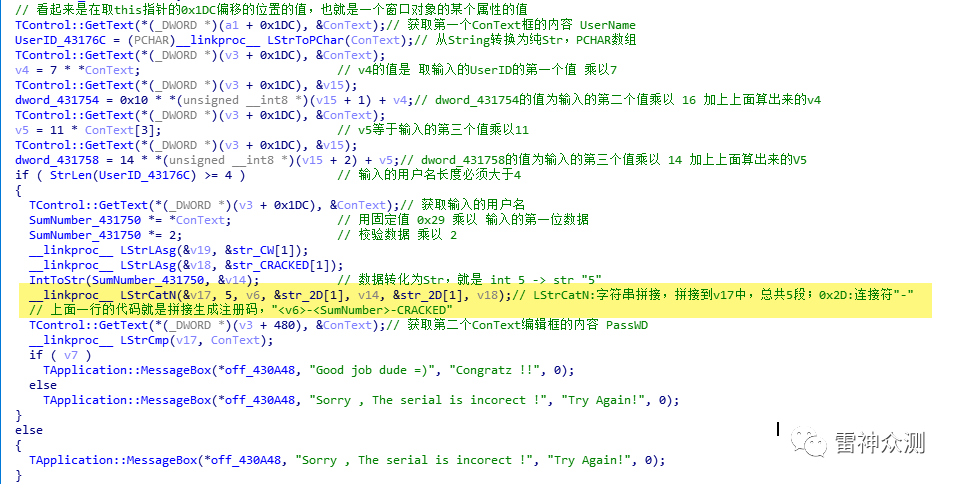 // 看起来是在取this指针的0x1DC偏移的位置的值，也就是一个窗口对象的某个属性的值
TControl::GetText(*(_DWORD *)(a1 + 0x1DC), &ConText);// 获取第一个ConText框的内容 UserName
UserID_43176C = (PCHAR)__linkproc__ LStrToPChar(ConText);// 从String转换为纯Str，PCHAR数组
TControl::GetText(*(_DWORD *)(v3 + 0x1DC), &ConText);
v4 = 7 * *ConText; // v4的值是 取输入的UserID的第一个值 乘以7
TControl::GetText(*(_DWORD *)(v3 + 0x1DC), &v15);
dword_431754 = 0x10 * *(unsigned __int8 *)(v15 + 1) + v4;// dword_431754的值为输入的第二个值乘以 16 加上上面算出来的v4
TControl::GetText(*(_DWORD *)(v3 + 0x1DC), &ConText);
v5 = 11 * ConText[3]; // v5等于输入的第三个值乘以11
TControl::GetText(*(_DWORD *)(v3 + 0x1DC), &v15);
dword_431758 = 14 * *(unsigned __int8 *)(v15 + 2) + v5;// dword_431758的值为输入的第三个值乘以 14 加上上面算出来的V5
if ( StrLen(UserID_43176C) >= 4 ) // 输入的用户名长度必须大于4
{
TControl::GetText(*(_DWORD *)(v3 + 0x1DC), &ConText);// 获取输入的用户名
SumNumber_431750 *= *ConText; // 用固定值 0x29 乘以 输入的第一位数据
SumNumber_431750 *= 2; // 校验数据 乘以 2
__linkproc__ LStrLAsg(&v19, &str_CW[1]);
__linkproc__ LStrLAsg(&v18, &str_CRACKED[1]);
IntToStr(SumNumber_431750, &v14); // 数据转化为Str，就是 int 5 -> str "5"
__linkproc__ LStrCatN(&v17, 5, v6, &str_2D[1], v14, &str_2D[1], v18);// LStrCatN:字符串拼接，拼接到v17中，总共5段；0x2D:连接符"-"
// 上面一行的代码就是拼接生成注册码，"<v6>-<SumNumber>-CRACKED"
TControl::GetText(*(_DWORD *)(v3 + 480), &ConText);// 获取第二个ConText编辑框的内容 PassWD
__linkproc__ LStrCmp(v17, ConText);
if ( v7 )
TApplication::MessageBox(*off_430A48, "Good job dude =)", "Congratz !!", 0);
else
TApplication::MessageBox(*off_430A48, "Sorry , The serial is incorect !", "Try Again!", 0);
}
else
{
TApplication::MessageBox(*off_430A48, "Sorry , The serial is incorect !", "Try Again!", 0);
}
雷神众测